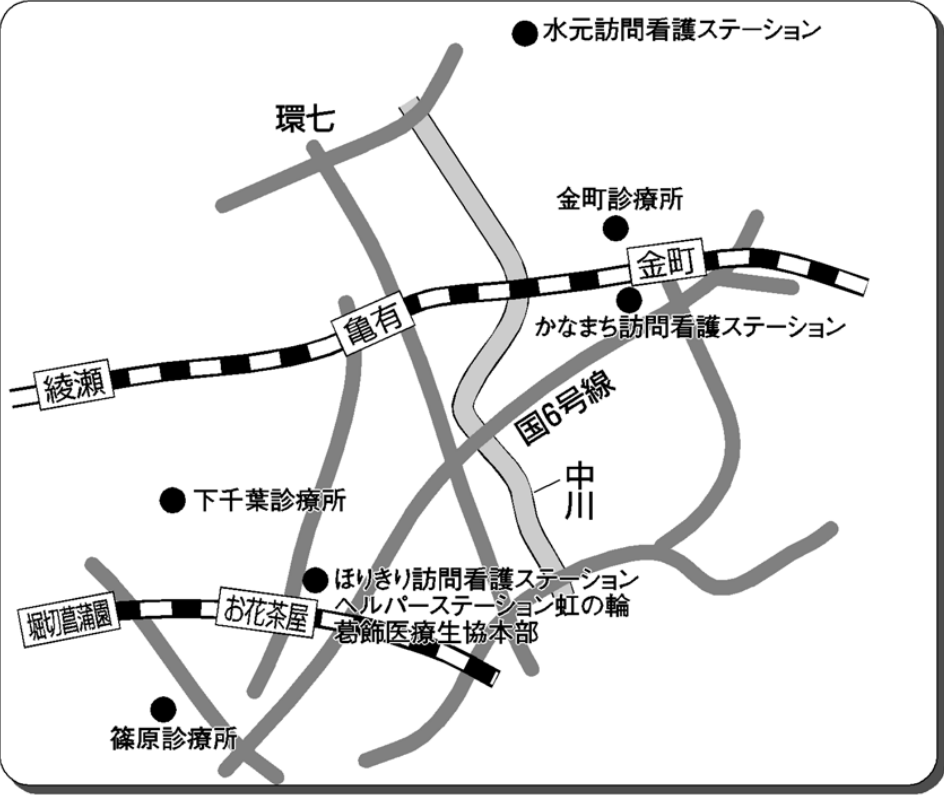 水元訪問看護ステーション
環七
金町診療所
金町
かなまち訪問看護ステーション
亀有
綾瀬
国6号線
中川
下千葉診療所
ほりきり訪問看護ステーション
ヘルパーステーション虹の輪
葛飾医療生協本部
お花茶屋
堀切菖蒲園
篠原診療所